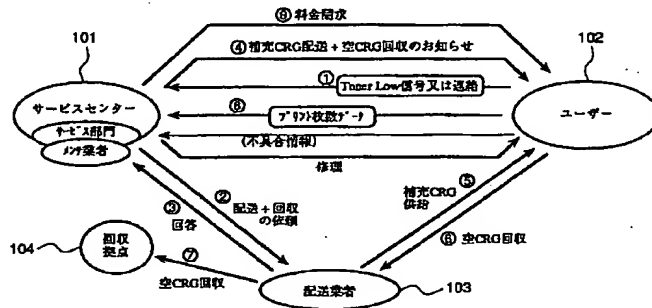 ⑨ 料金請求
101
102
④補充CRG配送+空CRG回収のお知らせ
① Toner Low信号又は連絡
サービスセンター
サービス部門
メンテ業者
⑧ プリント枚数データ
ユーザー
(不具合情報)
修理
② 配送+回収
の依頼
③
回答
補充CRG
供給
⑤
⑥ 空CRG回収
104
回収
拠点
⑦
空CRG回収
配送業者
103